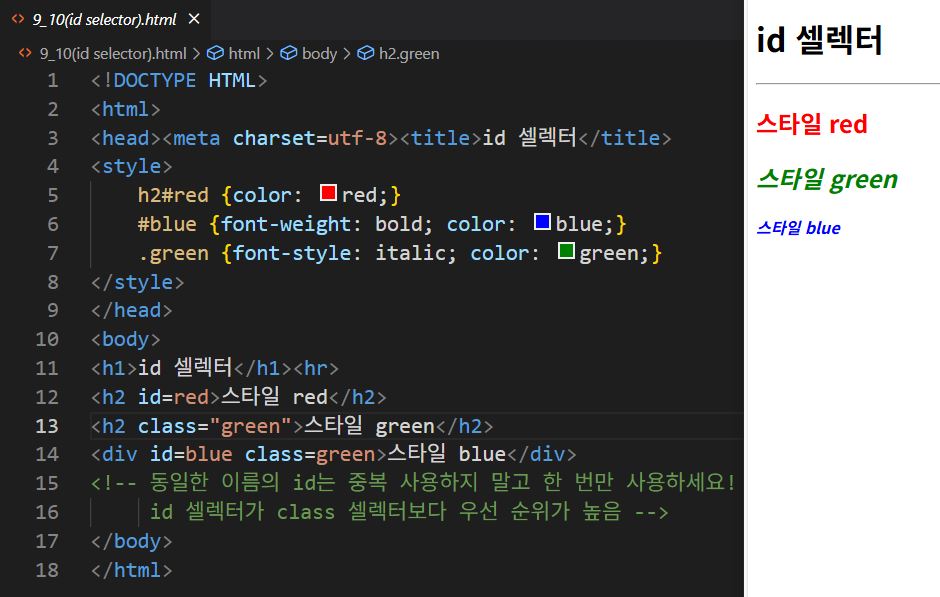 9_10(id selector).html
9_10(id selector).html > html > body > h2.green
1 <!DOCTYPE HTML>
2 <html>
3 <head><meta charset=utf-8><title>id 셀렉터</title>
4 <style>
5 h2#red {color: red;}
6 #blue {font-weight: bold; color: blue;}
7 .green {font-style: italic; color: green;}
8 </style>
9 </head>
10 <body>
11 <h1>id 셀렉터</h1><hr>
12 <h2 id=red>스타일 red</h2>
13 <h2 class="green">스타일 green</h2>
14 <div id=blue class=green>스타일 blue</div>
15 <!-- 동일한 이름의 id는 중복 사용하지 말고 한 번만 사용하세요!
16 id 셀렉터가 class 셀렉터보다 우선 순위가 높음 -->
17 </body>
18 </html>
id 셀렉터
스타일 red
스타일 green
스타일 blue